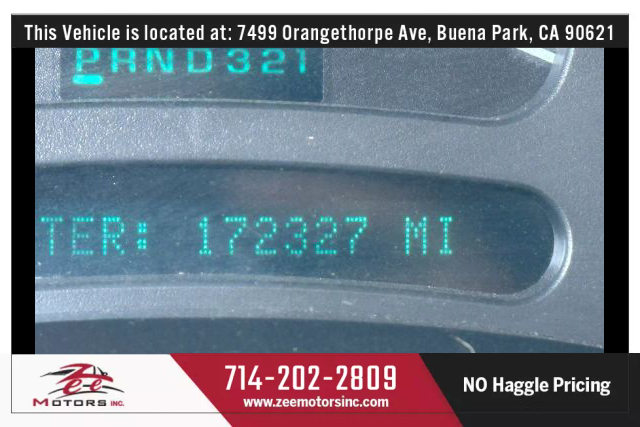 This Vehicle is located at: 7499 Orangethorpe Ave, Buena Park, CA 90621
PRND321
TER: 172327 MI
Zee
MOTORS INC.
714-202-2809
www.zeemotorsinc.com
NO Haggle Pricing